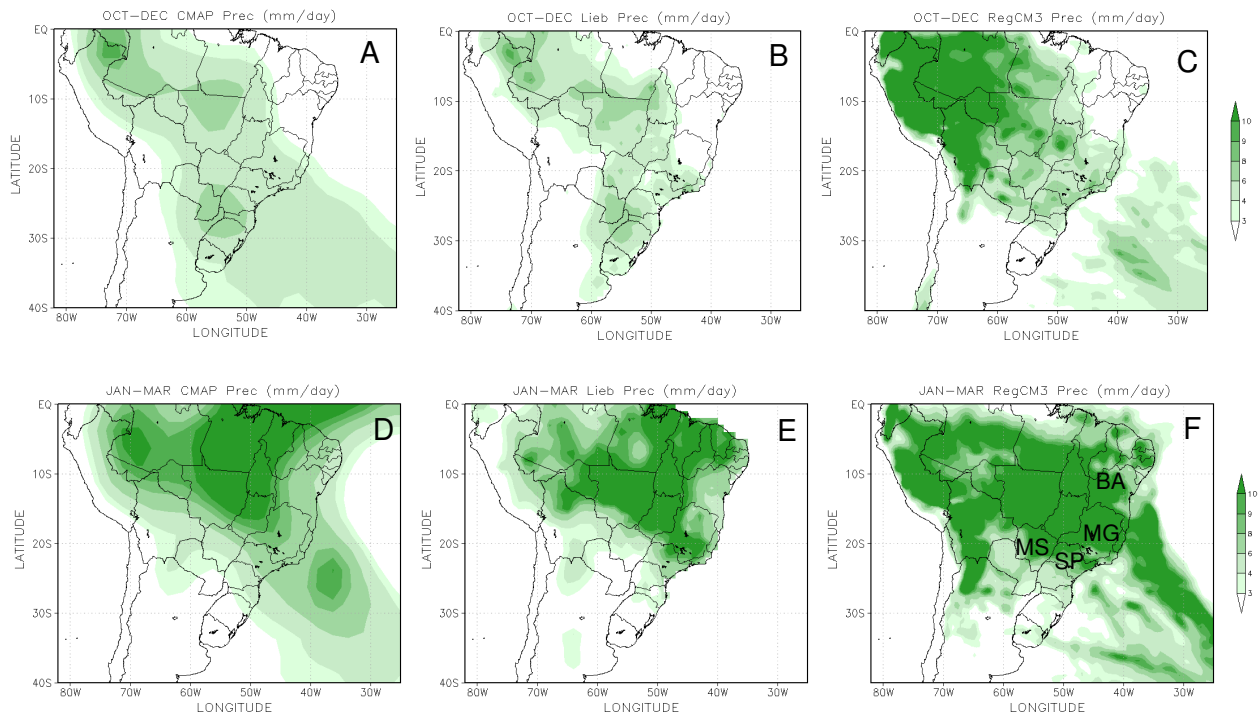 OCT-DEC CMAP Prec (mm/day)
A
EQ
10S
20S
30S
40S
LATITUDE
80W 70W 60W 50W 40W 30W
LONGITUDE
OCT-DEC Lieb Prec (mm/day)
B
EQ
10S
20S
30S
40S
LATITUDE
80W 70W 60W 50W 40W 30W
LONGITUDE
OCT-DEC RegCM3 Prec (mm/day)
C
EQ
10S
20S
30S
LATITUDE
80W 70W 60W 50W 40W 30W
LONGITUDE
10
9
8
6
4
3
JAN-MAR CMAP Prec (mm/day)
D
EQ
10S
20S
30S
40S
LATITUDE
80W 70W 60W 50W 40W 30W
LONGITUDE
JAN-MAR Lieb Prec (mm/day)
E
EQ
10S
20S
30S
40S
LATITUDE
80W 70W 60W 50W 40W 30W
LONGITUDE
JAN-MAR RegCM3 Prec (mm/day)
F
BA
MG
MS
SP
EQ
10S
20S
30S
40S
LATITUDE
80W 70W 60W 50W 40W 30W
LONGITUDE
10
9
8
6
4
3